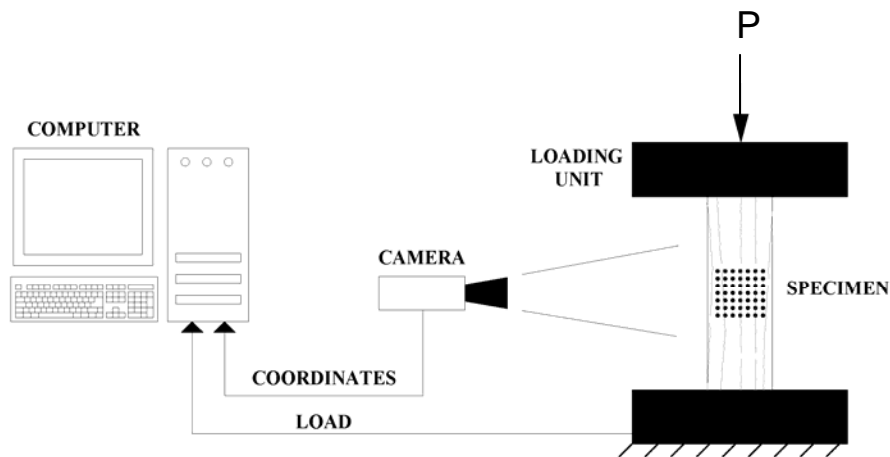 P
COMPUTER
LOADING
UNIT
CAMERA
SPECIMEN
COORDINATES
LOAD